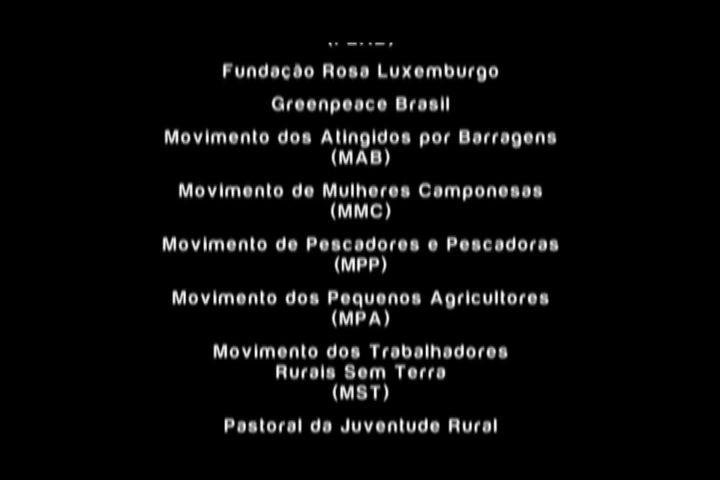 Fundação Rosa Luxemburgo
Greenpeace Brasil
Movimento dos Atingidos por Barragens
(MAB)
Movimento de Mulheres Camponesas
(MMC)
Movimento de Pescadores e Pescadoras
(MPP)
Movimento dos Pequenos Agricultores
(MPA)
Movimento dos Trabalhadores
Rurais Sem Terra
(MST)
Pastoral da Juventude Rural